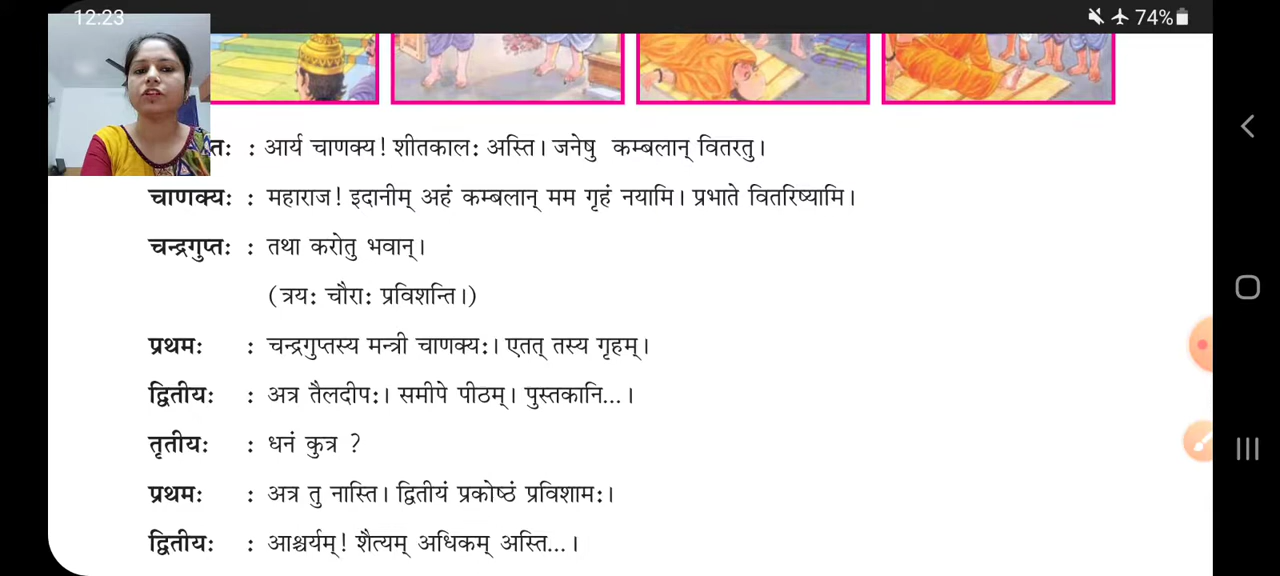 12:23 74%
तः : आर्य चाणक्य! शीतकालः अस्ति। जनेषु कम्बलान् वितरतु।
चाणक्यः : महाराज! इदानीम् अहं कम्बलान् मम गृहं नयामि। प्रभाते वितरिष्यामि।
चन्द्रगुप्तः : तथा करोतु भवान्।
(त्रयः चौराः प्रविशन्ति।)
प्रथमः : चन्द्रगुप्तस्य मन्त्री चाणक्यः। एतत् तस्य गृहम्।
द्वितीयः : अत्र तैलदीपः। समीपे पीठम्। पुस्तकानि...।
तृतीयः : धनं कुत्र ?
प्रथमः : अत्र तु नास्ति। द्वितीयं प्रकोष्ठं प्रविशामः।
द्वितीयः : आश्चर्यम्! शैत्यम् अधिकम् अस्ति...।